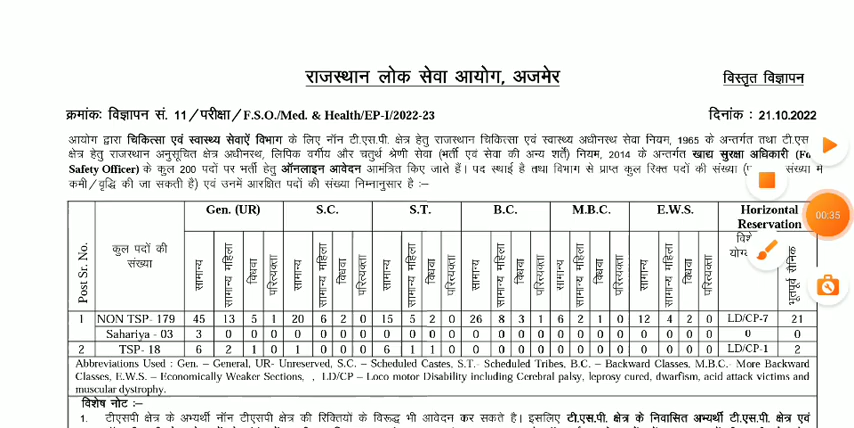 राजस्थान लोक सेवा आयोग, अजमेर
विस्तृत विज्ञापन
क्रमांकः विज्ञापन सं. 11/परीक्षा/F.S.O./Med. & Health/EP-I/2022-23 दिनांक : 21.10.2022
आयोग द्वारा चिकित्सा एवं स्वास्थ्य सेवाऐं विभाग के लिए नॉन टी.एस.पी. क्षेत्र हेतु राजस्थान चिकित्सा एवं स्वास्थ्य अधीनस्थ सेवा नियम, 1965 के अन्तर्गत तथा टी.एस
क्षेत्र हेतु राजस्थान अनुसूचित क्षेत्र अधीनस्थ, लिपिक वर्गीय और चतुर्थ श्रेणी सेवा (भर्ती एवं सेवा की अन्य शर्तें) नियम, 2014 के अन्तर्गत खाद्य सुरक्षा अधिकारी
Safety Officer) के कुल 200 पदों पर भर्ती हेतु ऑनलाइन आवेदन आमंत्रित किए जाते हैं। पद स्थाई है तथा विभाग से प्राप्त कुल रिक्त पदों की संख्या संख्या में
कमी/वृद्धि की जा सकती है) एवं उनमें आरक्षित पदों की संख्या निम्नानुसार है :–
Post Sr. No. कुल पदों की संख्या Gen. (UR) S.C. S.T. B.C. M.B.C. E.W.S. Horizontal Reservation
सामान्य सामान्य महिला विधवा परित्यक्ता सामान्य सामान्य महिला विधवा परित्यक्ता सामान्य सामान्य महिला विधवा परित्यक्ता सामान्य सामान्य महिला विधवा परित्यक्ता सामान्य सामान्य महिला विधवा परित्यक्ता सामान्य सामान्य महिला विधवा परित्यक्ता भूतपूर्व सैनिक
1 NON TSP- 179 45 13 5 1 20 6 2 0 15 5 2 0 26 8 3 1 6 2 1 0 12 4 2 0 LD/CP-7 21
Sahariya - 03 3 0 0 0 0 0 0 0 0 0 0 0 0 0 0 0 0 0 0 0 0 0 0 0 0 0
2 TSP- 18 6 2 1 0 1 0 0 0 6 1 1 0 0 0 0 0 0 0 0 0 0 0 0 0 LD/CP-1 2
Abbreviations Used : Gen. – General, UR- Unreserved, S.C. – Scheduled Castes, S.T.- Scheduled Tribes, B.C. – Backward Classes, M.B.C.- More Backward
Classes, E.W.S. – Economically Weaker Sections, , LD/CP – Loco motor Disability including Cerebral palsy, leprosy cured, dwarfism, acid attack victims and
muscular dystrophy.
विशेष नोट :–
1. टीएसपी क्षेत्र के अभ्यर्थी नॉन टीएसपी क्षेत्र की रिक्तियों के विरूद्ध भी आवेदन कर सकते है। इसलिए टी.एस.पी. क्षेत्र के निवासित अभ्यर्थी टी.एस.पी. क्षेत्र एवं
00:35